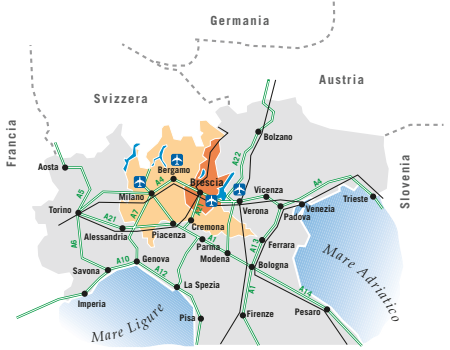 Germania
Austria
Svizzera
Francia
Slovenia
Bolzano
A22
Aosta
Bergamo
A4
Brescia
A5
Milano
Vicenza
A4
Trieste
Torino
A21
A7
Verona
Padova
Venezia
Cremona
Alessandria
Piacenza
A1
Parma
Ferrara
A13
A6
Modena
Mare Adriatico
Savona
A10
Genova
Bologna
A12
La Spezia
A1
A14
Imperia
Mare Ligure
Pisa
Firenze
Pesaro